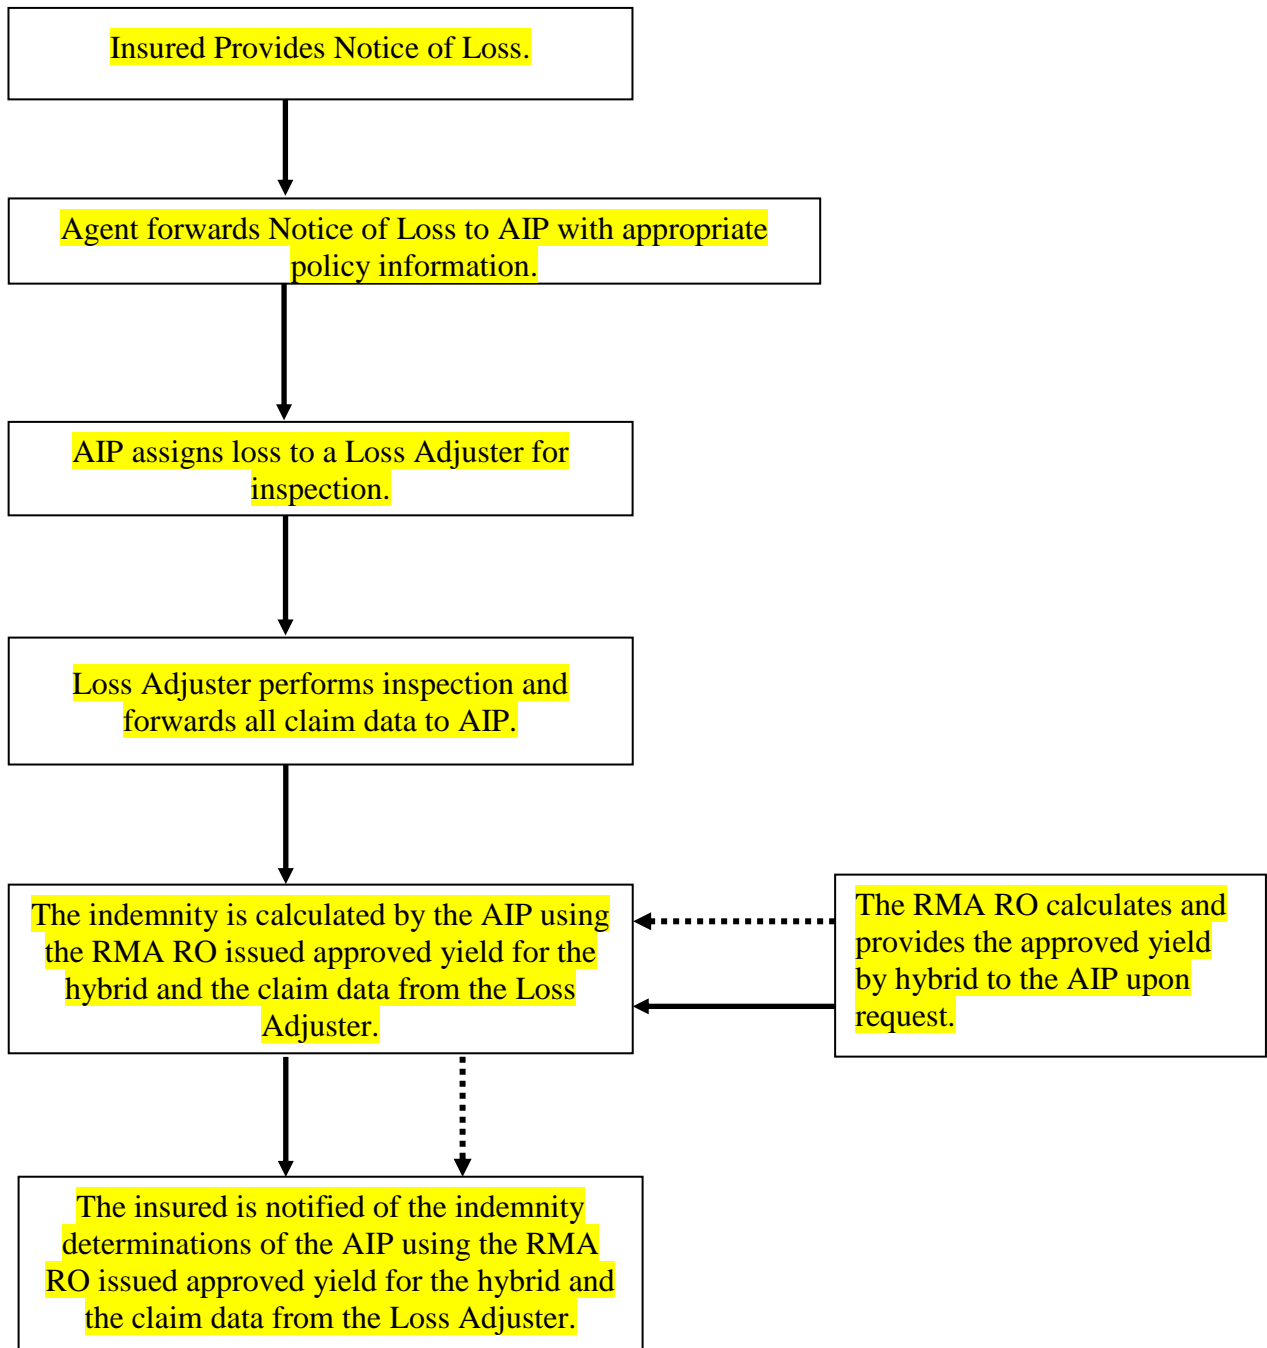 Insured Provides Notice of Loss.
Agent forwards Notice of Loss to AIP with appropriate
policy information.
AIP assigns loss to a Loss Adjuster for
inspection.
Loss Adjuster performs inspection and
forwards all claim data to AIP.
The indemnity is calculated by the AIP using
the RMA RO issued approved yield for the
hybrid and the claim data from the Loss
Adjuster.
The RMA RO calculates and
provides the approved yield
by hybrid to the AIP upon
request.
The insured is notified of the indemnity
determinations of the AIP using the RMA
RO issued approved yield for the hybrid and
the claim data from the Loss Adjuster.